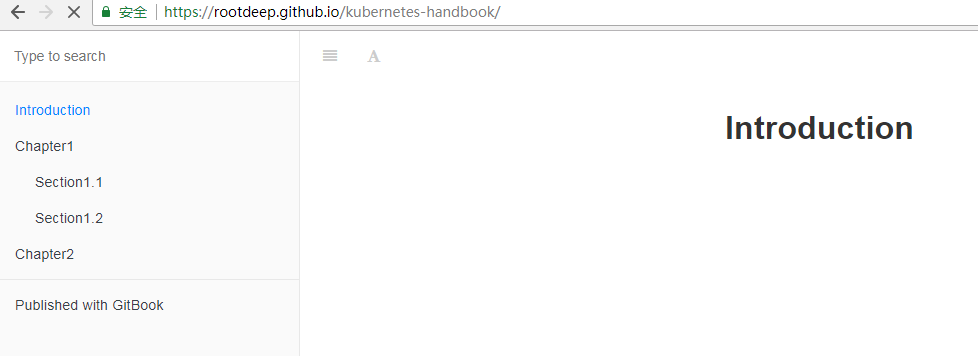 安全 | https://rootdeep.github.io/kubernetes-handbook/
Type to search
A
Introduction
Introduction
Chapter1
Section1.1
Section1.2
Chapter2
Published with GitBook